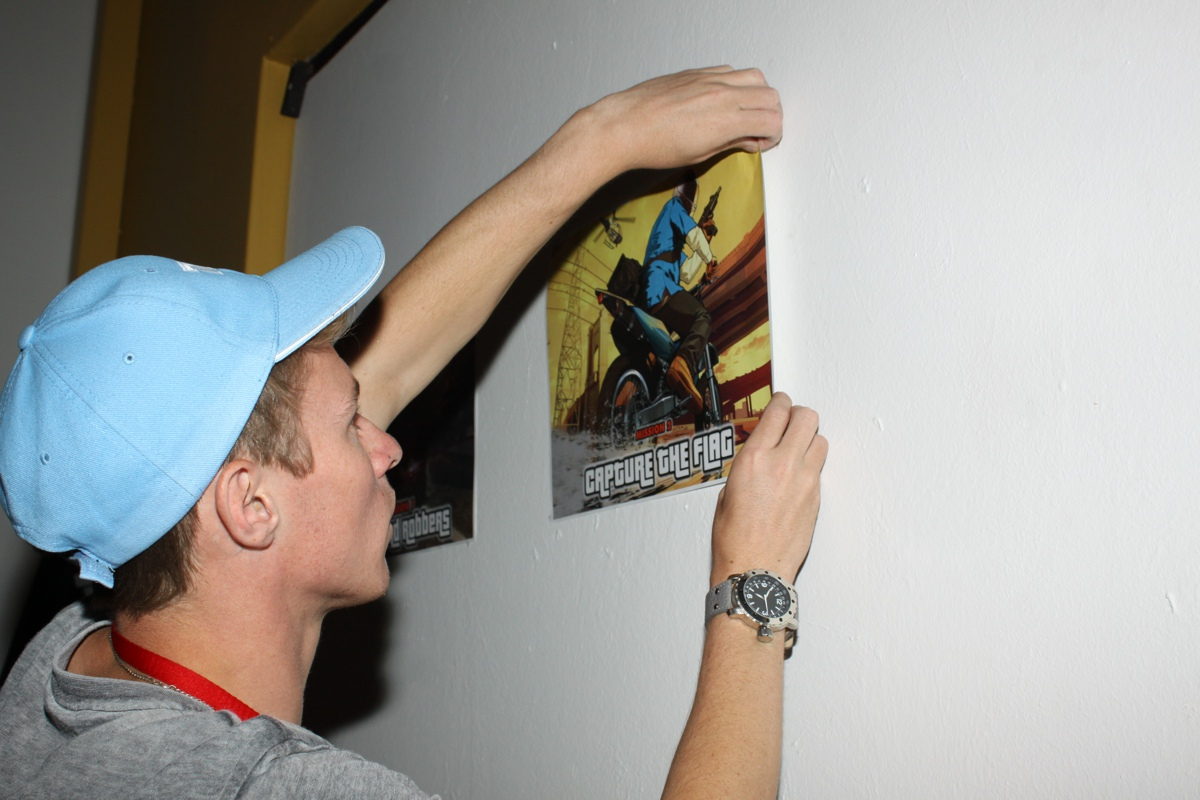 MISSION 3
CAPTURE THE FLAG
ROBBERS